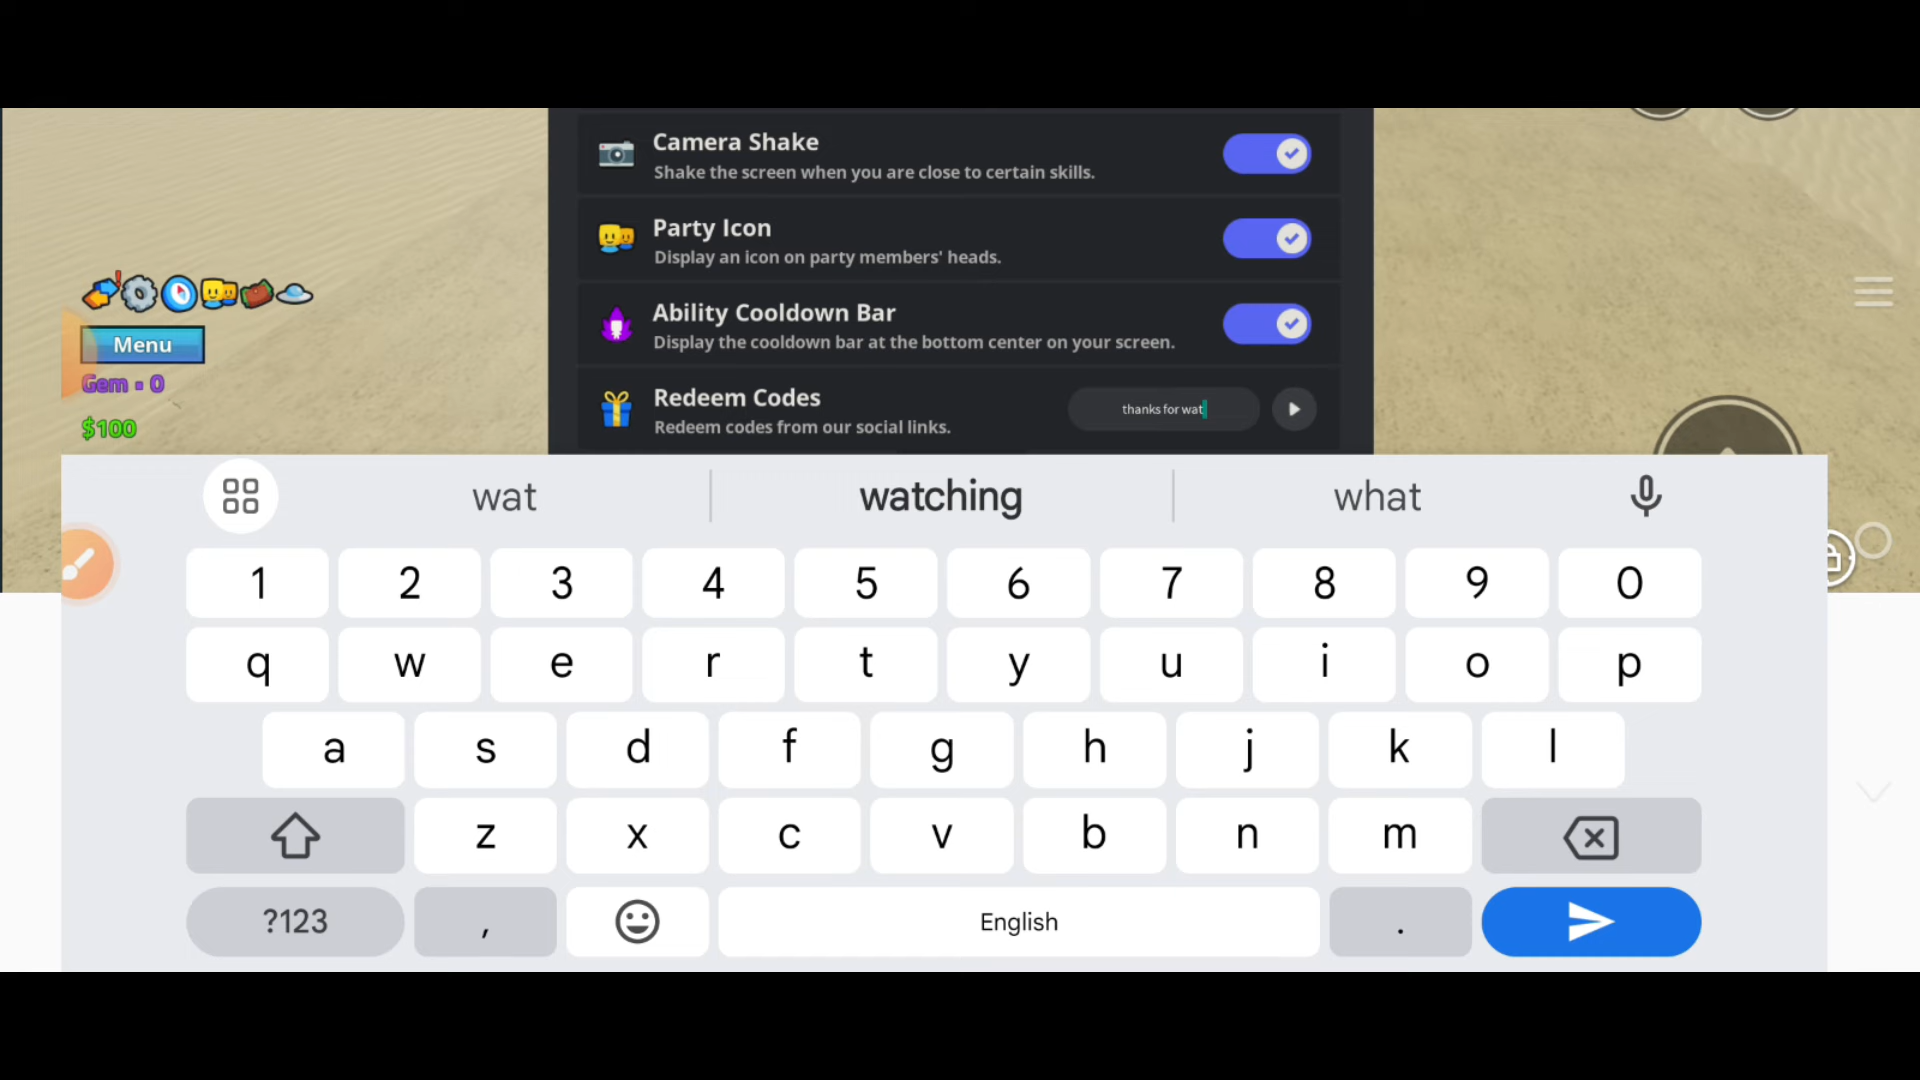 Camera Shake
Shake the screen when you are close to certain skills.
Party Icon
Display an icon on party members' heads.
Ability Cooldown Bar
Display the cooldown bar at the bottom center on your screen.
Redeem Codes
Redeem codes from our social links.
thanks for wat
Menu
Gem • 0
$100
wat watching what
1 2 3 4 5 6 7 8 9 0
q w e r t y u i o p
a s d f g h j k l
z x c v b n m
?123 , English .